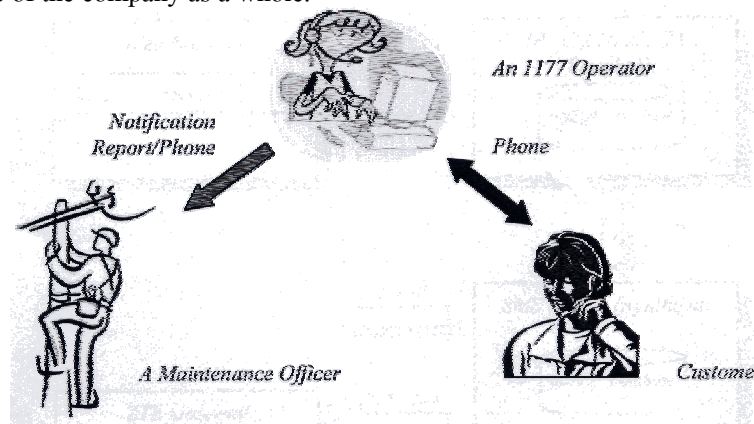 of the company as a whole.
An 1177 Operator
Notification
Report/Phone
Phone
A Maintenance Officer
Custome